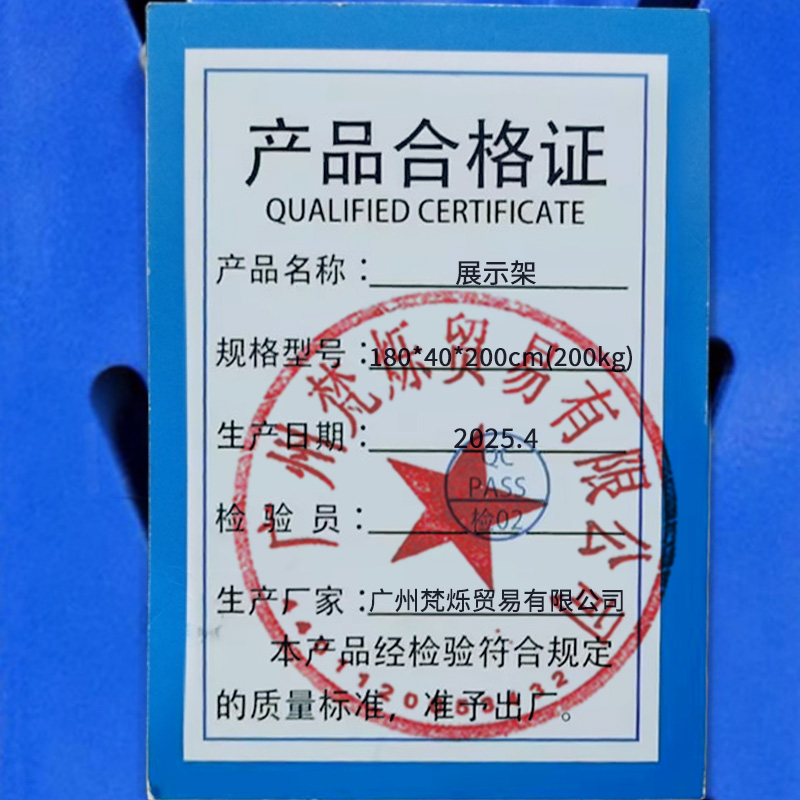 产品合格证
QUALIFIED CERTIFICATE
产品名称：展示架
规格型号：180*40*200cm(200kg)
生产日期：2025.4
检验员：
QC
PASS
检02
生产厂家：广州梵烁贸易有限公司
本产品经检验符合规定
的质量标准，准予出厂。
广州梵烁贸易有限公司